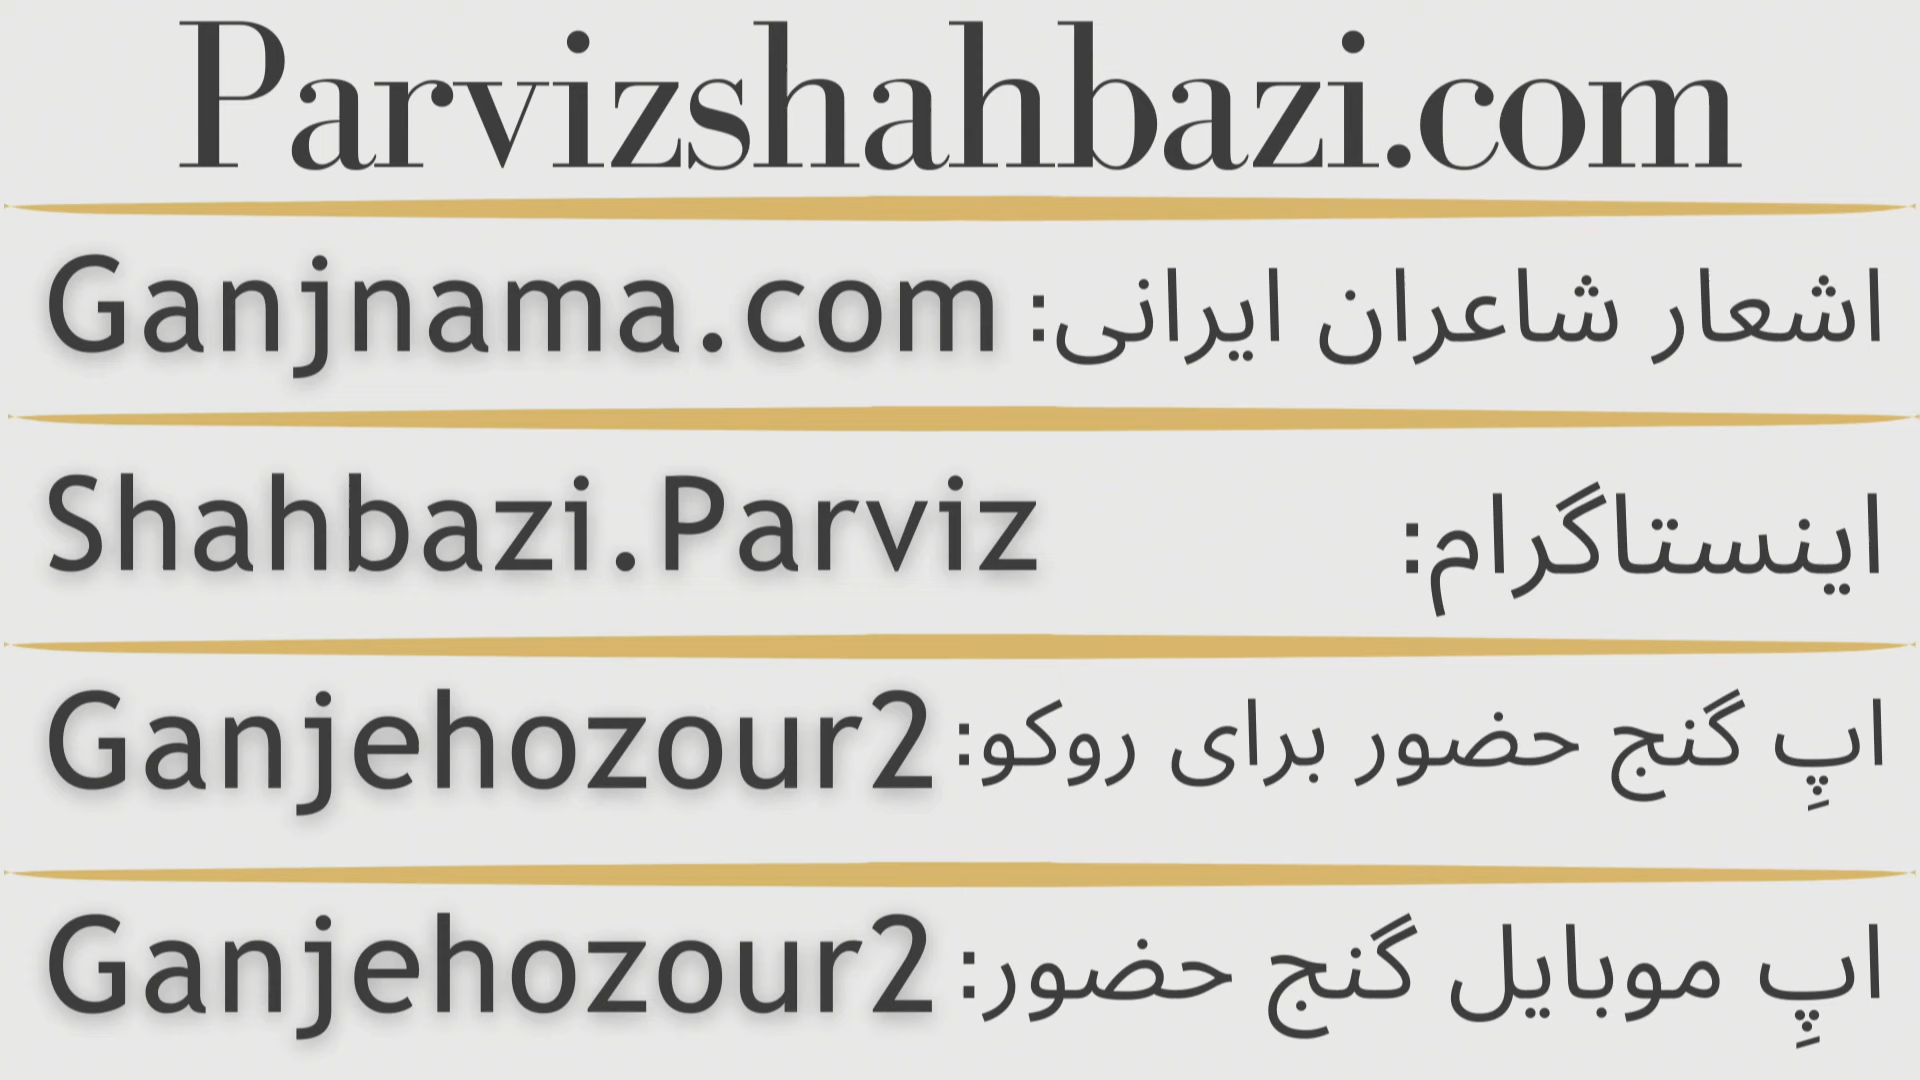 Parvizshahbazi.com
اشعار شاعران ایرانی: Ganjnama.com
اینستاگرام: Shahbazi.Parviz
اپِ گنج حضور برای روکو: Ganjehozour2
اپِ موبایل گنج حضور: Ganjehozour2